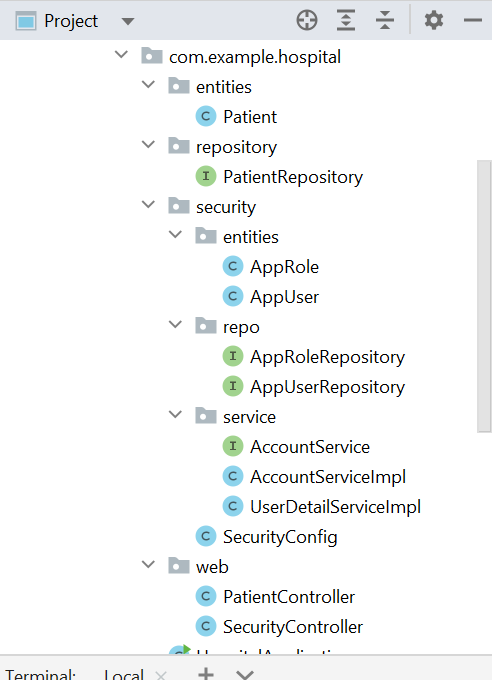 Project
com.example.hospital
entities
C Patient
repository
I PatientRepository
security
entities
C AppRole
C AppUser
repo
I AppRoleRepository
I AppUserRepository
service
I AccountService
C AccountServiceImpl
C UserDetailServiceImpl
C SecurityConfig
web
C PatientController
C SecurityController
Terminal: Local